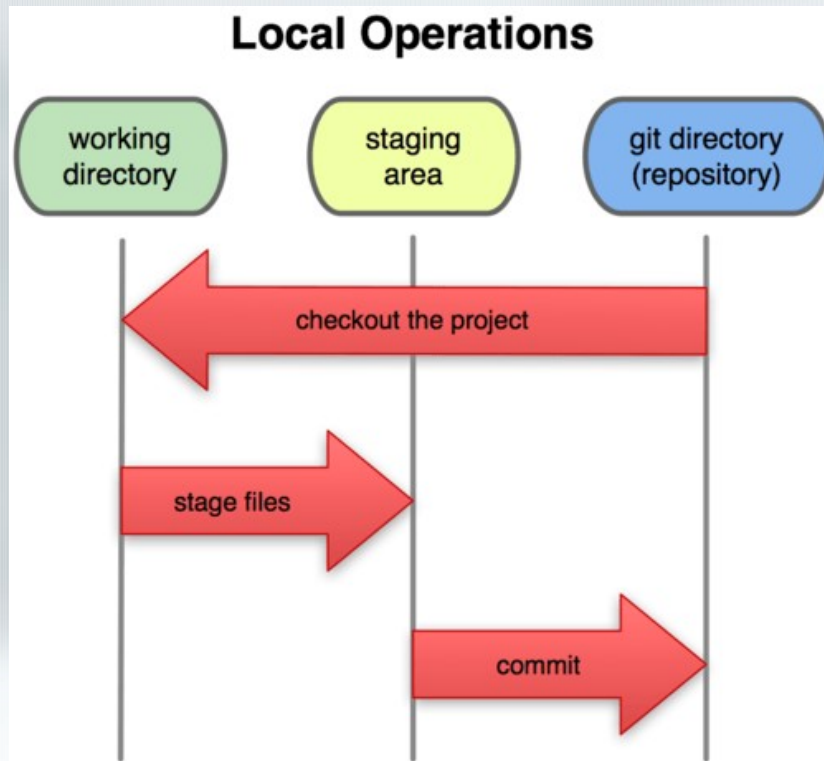 Local Operations
working
directory
staging
area
git directory
(repository)
checkout the project
stage files
commit